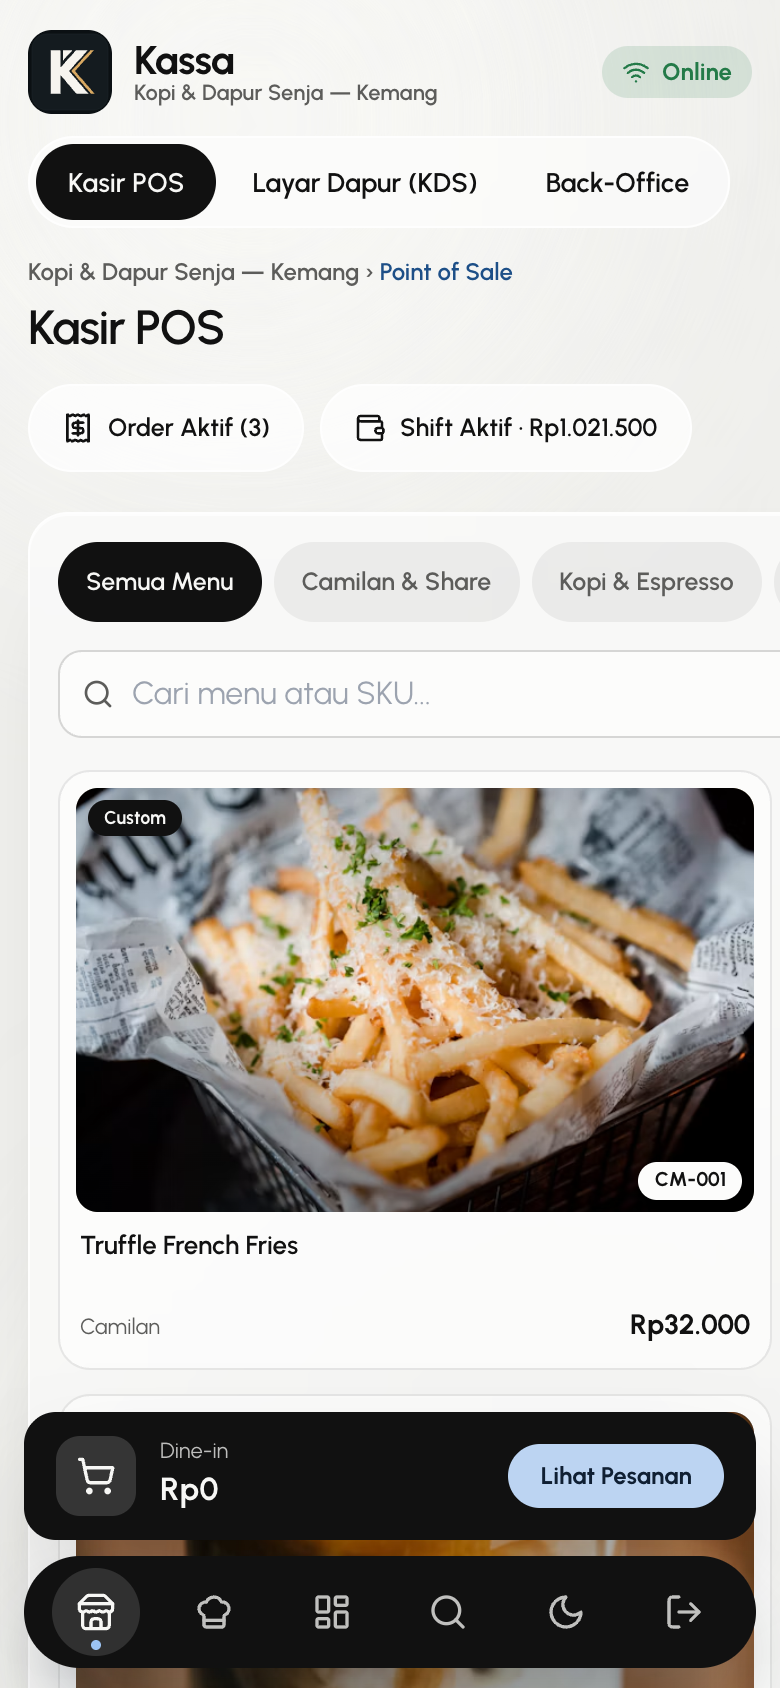 Kassa
Kopi & Dapur Senja — Kemang
Online
Kasir POS
Layar Dapur (KDS)
Back-Office
Kopi & Dapur Senja — Kemang › Point of Sale
Kasir POS
Order Aktif (3)
Shift Aktif · Rp1.021.500
Semua Menu
Camilan & Share
Kopi & Espresso
Cari menu atau SKU...
Custom
CM-001
Truffle French Fries
Camilan
Rp32.000
Dine-in
Rp0
Lihat Pesanan